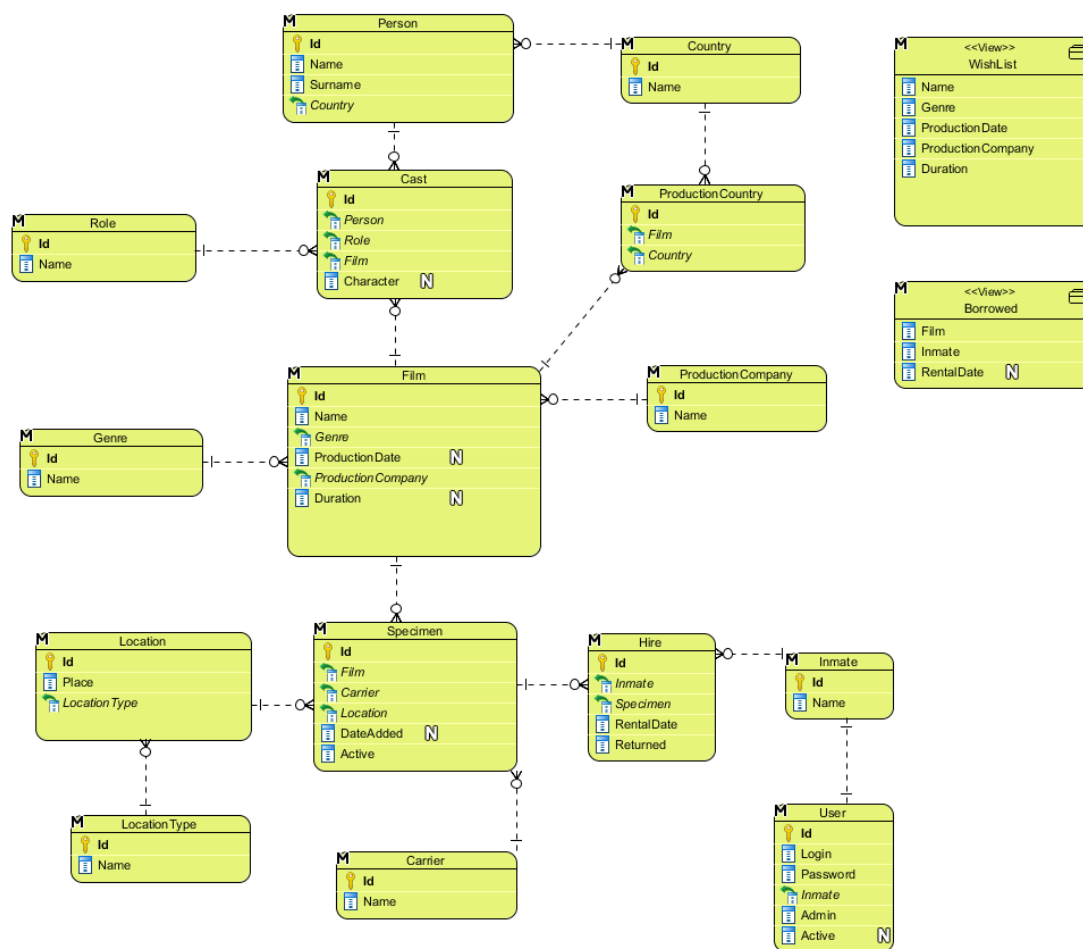 Person
Id
Name
Surname
Country
Country
Id
Name
<<View>>
WishList
Name
Genre
ProductionDate
ProductionCompany
Duration
Cast
Id
Person
Role
Film
Character N
ProductionCountry
Id
Film
Country
Role
Id
Name
<<View>>
Borrowed
Film
Inmate
RentalDate N
Film
Id
Name
Genre
ProductionDate N
ProductionCompany
Duration N
ProductionCompany
Id
Name
Genre
Id
Name
Location
Id
Place
LocationType
Specimen
Id
Film
Carrier
Location
DateAdded N
Active
Hire
Id
Inmate
Specimen
RentalDate
Returned
Inmate
Id
Name
LocationType
Id
Name
Carrier
Id
Name
User
Id
Login
Password
Inmate
Admin
Active N